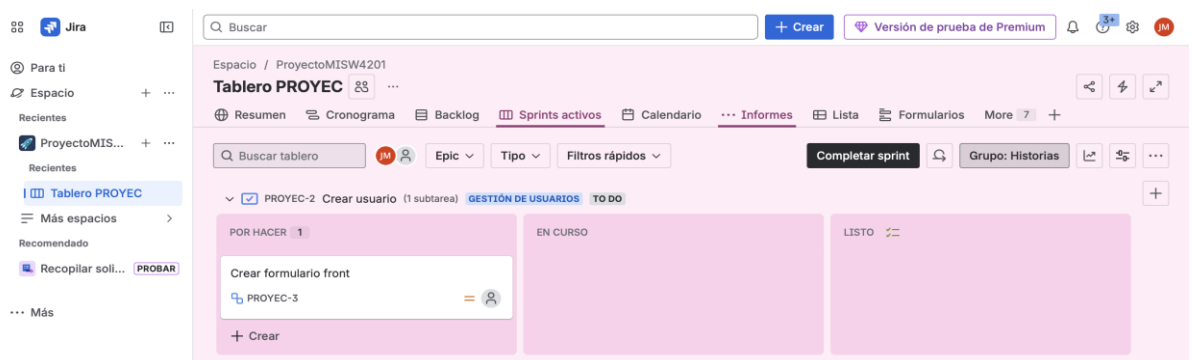 Jira
Buscar
+ Crear
Versión de prueba de Premium
3+
JM
Para ti
Espacio
Recientes
ProyectoMIS...
Recientes
Tablero PROYEC
Más espacios
Recomendado
Recopilar soli... PROBAR
Más
Espacio / ProyectoMISW4201
Tablero PROYEC
Resumen Cronograma Backlog Sprints activos Calendario Informes Lista Formularios More 7
Buscar tablero JM Epic Tipo Filtros rápidos Completar sprint Grupo: Historias
PROYEC-2 Crear usuario (1 subtarea) GESTIÓN DE USUARIOS TO DO
POR HACER 1 EN CURSO LISTO
Crear formulario front
PROYEC-3
+ Crear